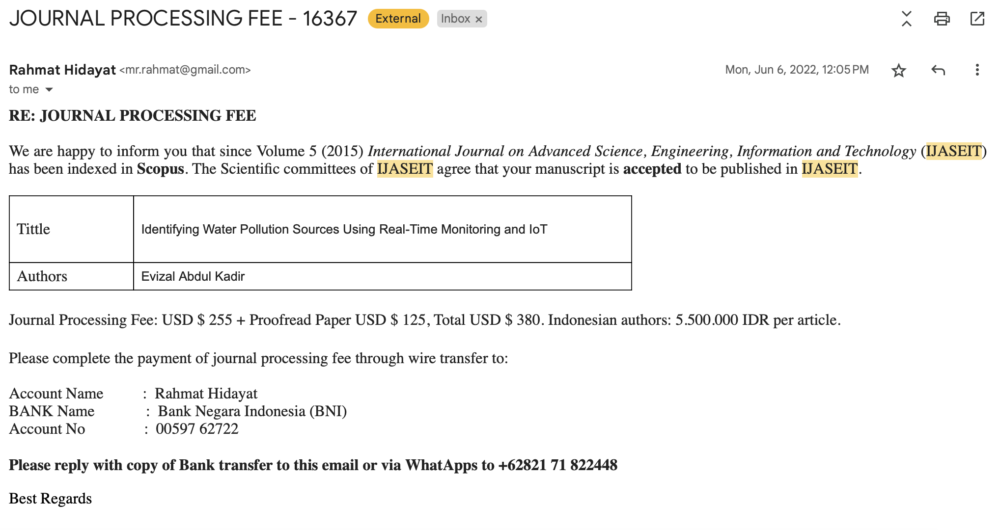 JOURNAL PROCESSING FEE - 16367 External Inbox ×
Rahmat Hidayat <mr.rahmat@gmail.com> Mon, Jun 6, 2022, 12:05 PM
to me
RE: JOURNAL PROCESSING FEE
We are happy to inform you that since Volume 5 (2015) International Journal on Advanced Science, Engineering, Information and Technology (IJASEIT)
has been indexed in Scopus. The Scientific committees of IJASEIT agree that your manuscript is accepted to be published in IJASEIT.
Tittle Identifying Water Pollution Sources Using Real-Time Monitoring and IoT
Authors Evizal Abdul Kadir
Journal Processing Fee: USD $ 255 + Proofread Paper USD $ 125, Total USD $ 380. Indonesian authors: 5.500.000 IDR per article.
Please complete the payment of journal processing fee through wire transfer to:
Account Name : Rahmat Hidayat
BANK Name : Bank Negara Indonesia (BNI)
Account No : 00597 62722
Please reply with copy of Bank transfer to this email or via WhatApps to +62821 71 822448
Best Regards